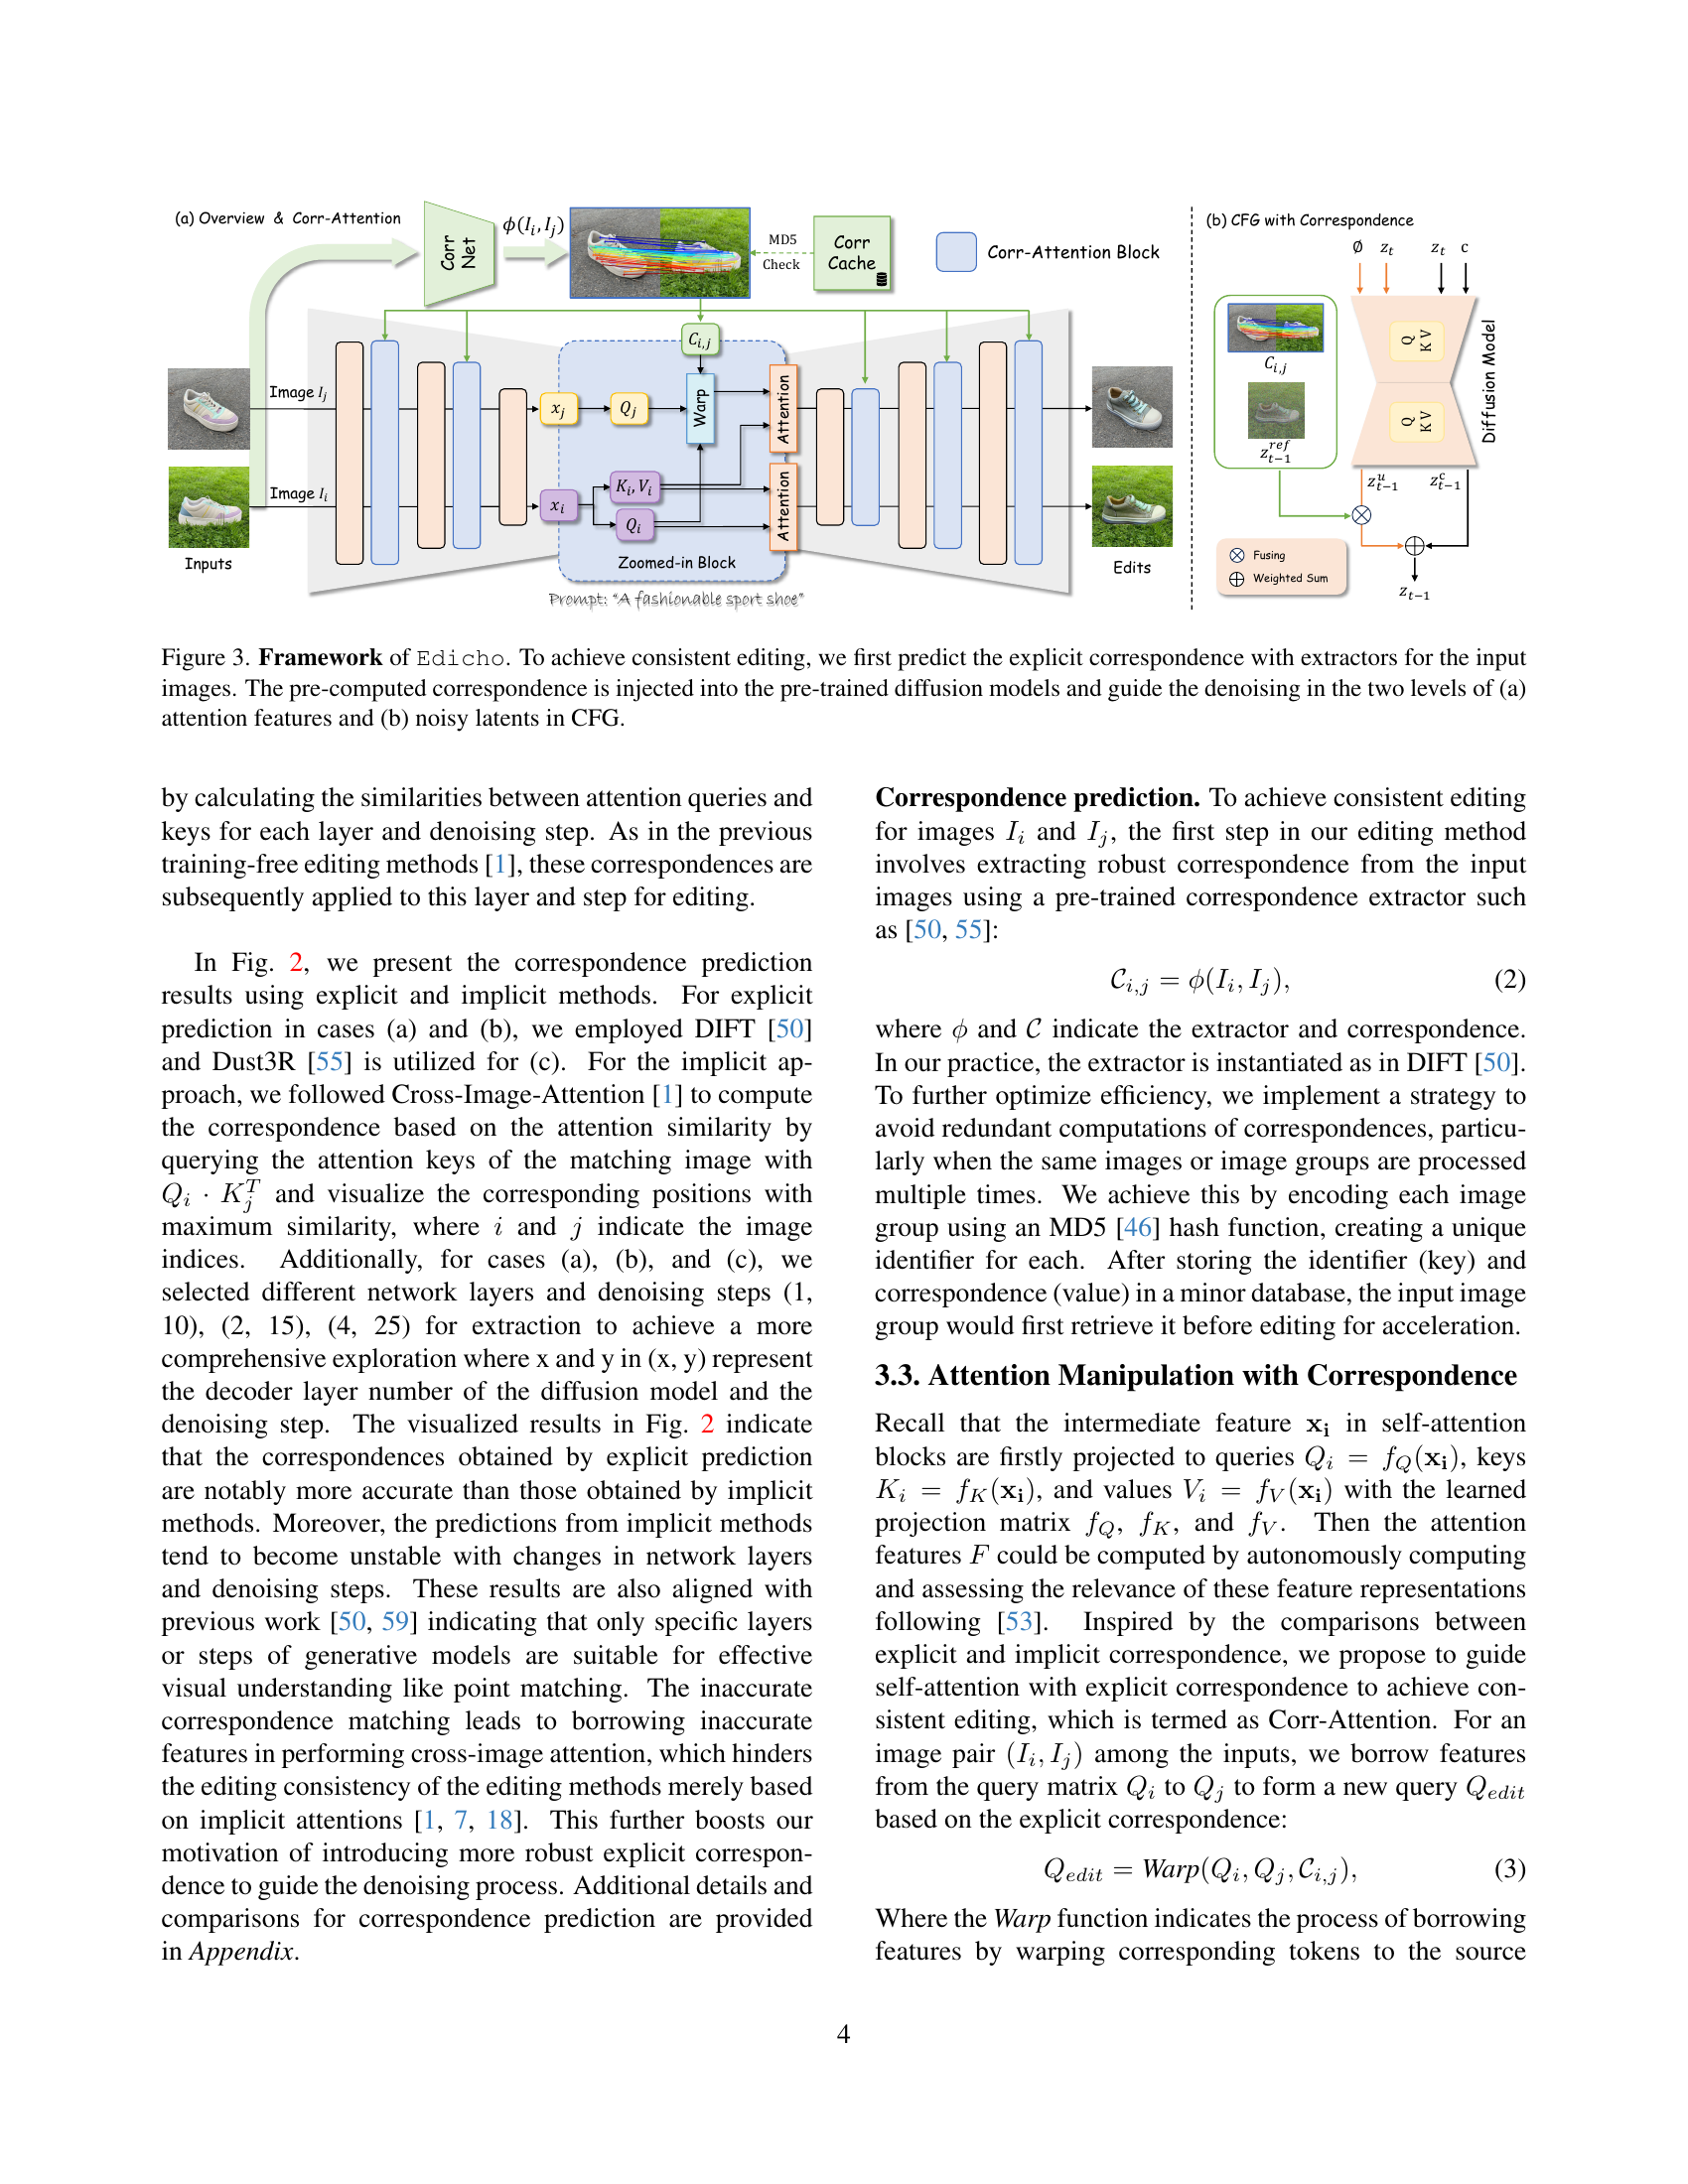 (a) Overview & Corr-Attention
Corr Net
ϕ(I_i, I_j)
MD5
Check
Corr
Cache
Corr-Attention Block
C_{i,j}
Image I_j
x_j
Q_j
Warp
Attention
K_i, V_i
Image I_i
x_i
Q_i
Attention
Inputs
Zoomed-in Block
Edits
Prompt: "A fashionable sport shoe"
(b) CFG with Correspondence
∅ z_t z_t c
Q
K V
C_{i,j}
Q
K V
Diffusion Model
z_{t-1}^{ref}
z_{t-1}^u z_{t-1}^c
⊗ Fusing
⊕ Weighted Sum
z_{t-1}
Figure 3. Framework of Edicho. To achieve consistent editing, we first predict the explicit correspondence with extractors for the input
images. The pre-computed correspondence is injected into the pre-trained diffusion models and guide the denoising in the two levels of (a)
attention features and (b) noisy latents in CFG.
by calculating the similarities between attention queries and
keys for each layer and denoising step. As in the previous
training-free editing methods [1], these correspondences are
subsequently applied to this layer and step for editing.
In Fig. 2, we present the correspondence prediction
results using explicit and implicit methods. For explicit
prediction in cases (a) and (b), we employed DIFT [50]
and Dust3R [55] is utilized for (c). For the implicit ap-
proach, we followed Cross-Image-Attention [1] to compute
the correspondence based on the attention similarity by
querying the attention keys of the matching image with
Q_i · K_j^T and visualize the corresponding positions with
maximum similarity, where i and j indicate the image
indices. Additionally, for cases (a), (b), and (c), we
selected different network layers and denoising steps (1,
10), (2, 15), (4, 25) for extraction to achieve a more
comprehensive exploration where x and y in (x, y) represent
the decoder layer number of the diffusion model and the
denoising step. The visualized results in Fig. 2 indicate
that the correspondences obtained by explicit prediction
are notably more accurate than those obtained by implicit
methods. Moreover, the predictions from implicit methods
tend to become unstable with changes in network layers
and denoising steps. These results are also aligned with
previous work [50, 59] indicating that only specific layers
or steps of generative models are suitable for effective
visual understanding like point matching. The inaccurate
correspondence matching leads to borrowing inaccurate
features in performing cross-image attention, which hinders
the editing consistency of the editing methods merely based
on implicit attentions [1, 7, 18]. This further boosts our
motivation of introducing more robust explicit correspon-
dence to guide the denoising process. Additional details and
comparisons for correspondence prediction are provided
in Appendix.
Correspondence prediction. To achieve consistent editing
for images I_i and I_j, the first step in our editing method
involves extracting robust correspondence from the input
images using a pre-trained correspondence extractor such
as [50, 55]:
C_{i,j} = ϕ(I_i, I_j), (2)
where ϕ and C indicate the extractor and correspondence.
In our practice, the extractor is instantiated as in DIFT [50].
To further optimize efficiency, we implement a strategy to
avoid redundant computations of correspondences, particu-
larly when the same images or image groups are processed
multiple times. We achieve this by encoding each image
group using an MD5 [46] hash function, creating a unique
identifier for each. After storing the identifier (key) and
correspondence (value) in a minor database, the input image
group would first retrieve it before editing for acceleration.
3.3. Attention Manipulation with Correspondence
Recall that the intermediate feature x_i in self-attention
blocks are firstly projected to queries Q_i = f_Q(x_i), keys
K_i = f_K(x_i), and values V_i = f_V(x_i) with the learned
projection matrix f_Q, f_K, and f_V. Then the attention
features F could be computed by autonomously computing
and assessing the relevance of these feature representations
following [53]. Inspired by the comparisons between
explicit and implicit correspondence, we propose to guide
self-attention with explicit correspondence to achieve con-
sistent editing, which is termed as Corr-Attention. For an
image pair (I_i, I_j) among the inputs, we borrow features
from the query matrix Q_i to Q_j to form a new query Q_{edit}
based on the explicit correspondence:
Q_{edit} = Warp(Q_i, Q_j, C_{i,j}), (3)
Where the Warp function indicates the process of borrowing
features by warping corresponding tokens to the source
4